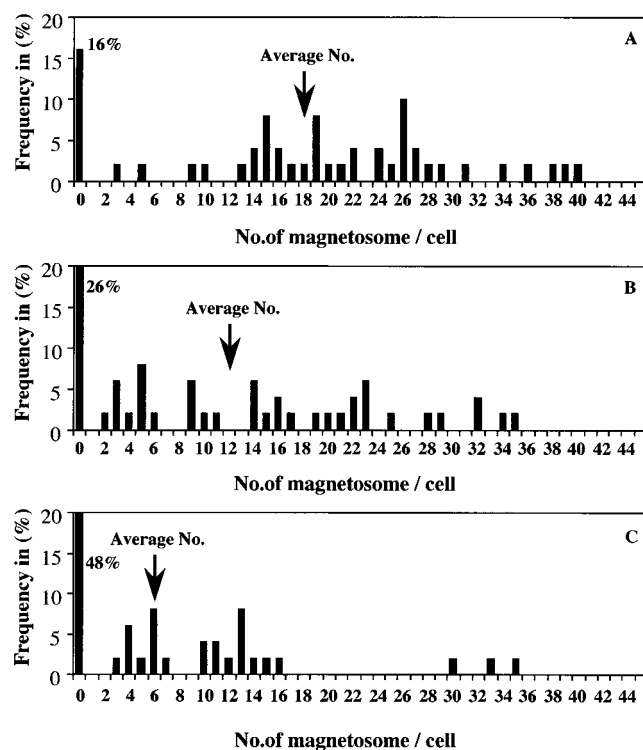 A
16%
Average No.
Frequency in (%)
20
15
10
5
0
0 2 4 6 8 10 12 14 16 18 20 22 24 26 28 30 32 34 36 38 40 42 44
No.of magnetosome / cell
B
26%
Average No.
Frequency in (%)
20
15
10
5
0
0 2 4 6 8 10 12 14 16 18 20 22 24 26 28 30 32 34 36 38 40 42 44
No.of magnetosome / cell
C
48%
Average No.
Frequency in (%)
20
15
10
5
0
0 2 4 6 8 10 12 14 16 18 20 22 24 26 28 30 32 34 36 38 40 42 44
No.of magnetosome / cell